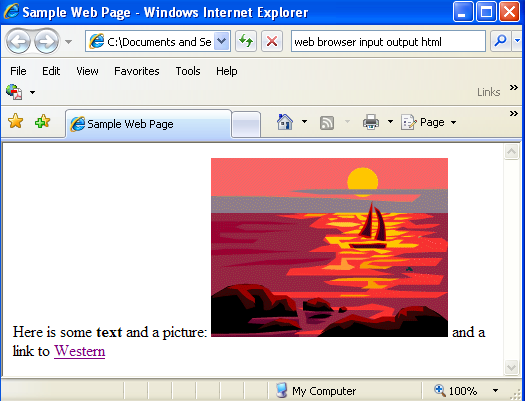 Sample Web Page - Windows Internet Explorer
C:\Documents and Se
web browser input output html
File Edit View Favorites Tools Help
Links »
Sample Web Page
Page »
Here is some text and a picture: and a
link to Western
My Computer
100%